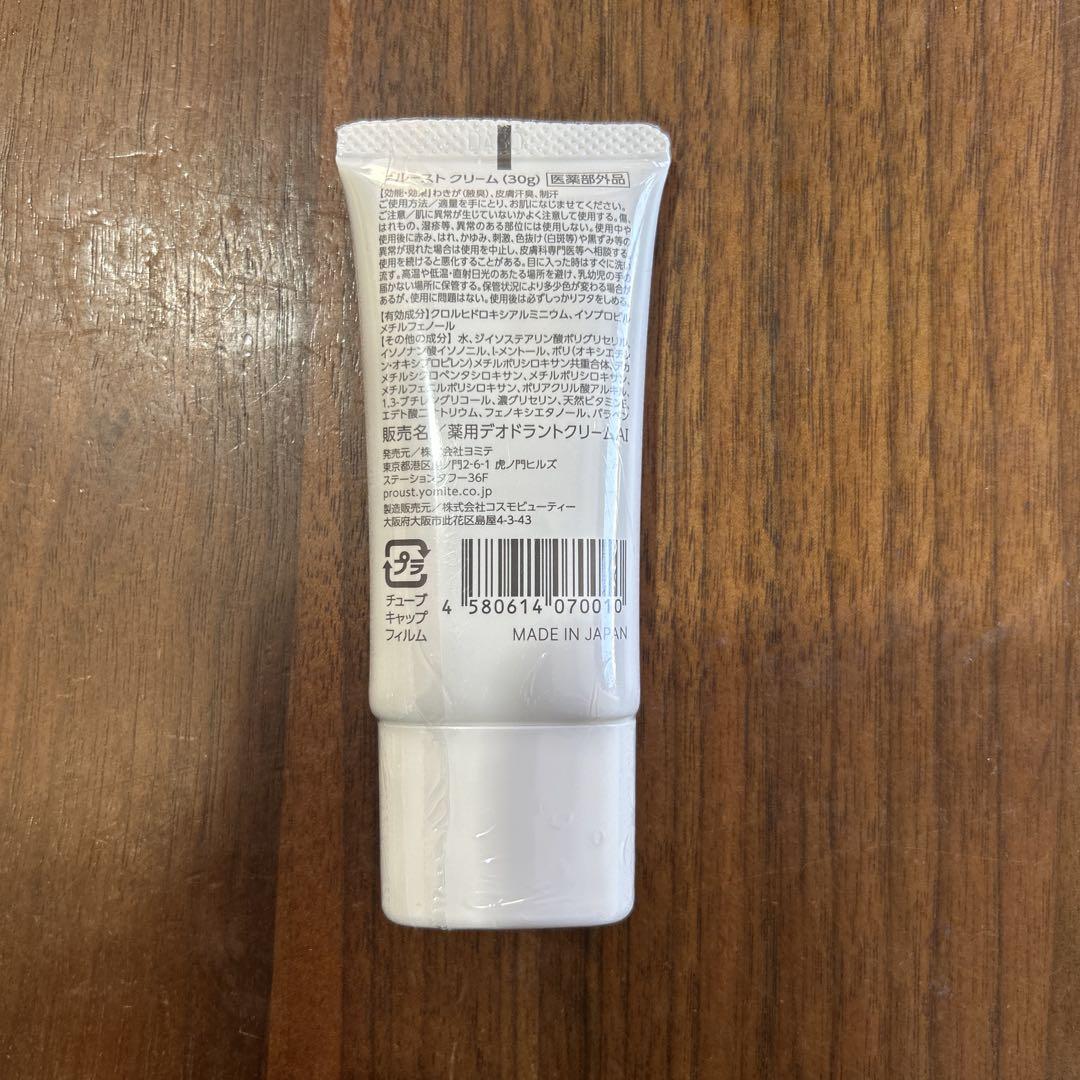 プルースト クリーム (30g) 医薬部外品
【効能・効果】わきが(腋臭)、皮膚汗臭、制汗
ご使用方法／適量を手にとり、お肌になじませてください。
ご注意／肌に異常が生じていないかよく注意して使用する。傷、
はれもの、湿疹等、異常のある部位には使用しない。使用中や
使用後に赤み、はれ、かゆみ、刺激、色抜け(白斑等)や黒ずみ等の
異常が現れた場合は使用を中止し、皮膚科専門医等へ相談する。
使用を続けると悪化することがある。目に入った時はすぐに洗い
流す。高温や低温・直射日光のあたる場所を避け、乳幼児の手の
届かない場所に保管する。保管状況により多少色が変わる場合が
あるが、使用に問題はない。使用後は必ずしっかりフタをしめる。
【有効成分】クロルヒドロキシアルミニウム、イソプロピル
メチルフェノール
【その他の成分】水、ジイソステアリン酸ポリグリセリル、
イソノナン酸イソノニル、l-メントール、ポリ(オキシエチレ
ン・オキシプロピレン)メチルポリシロキサン共重合体、デカ
メチルシクロペンタシロキサン、メチルポリシロキサン、
メチルフェニルポリシロキサン、ポリアクリル酸アルキル、
1,3-ブチレングリコール、濃グリセリン、天然ビタミンE、
エデト酸二ナトリウム、フェノキシエタノール、パラベン
販売名／薬用デオドラントクリームAI
発売元／株式会社ヨミテ
東京都港区虎ノ門2-6-1 虎ノ門ヒルズ
ステーションタワー36F
proust.yomite.co.jp
製造販売元／株式会社コスモビューティー
大阪府大阪市此花区島屋4-3-43
プラ
チューブ
キャップ
フィルム
4 580614 070010
MADE IN JAPAN